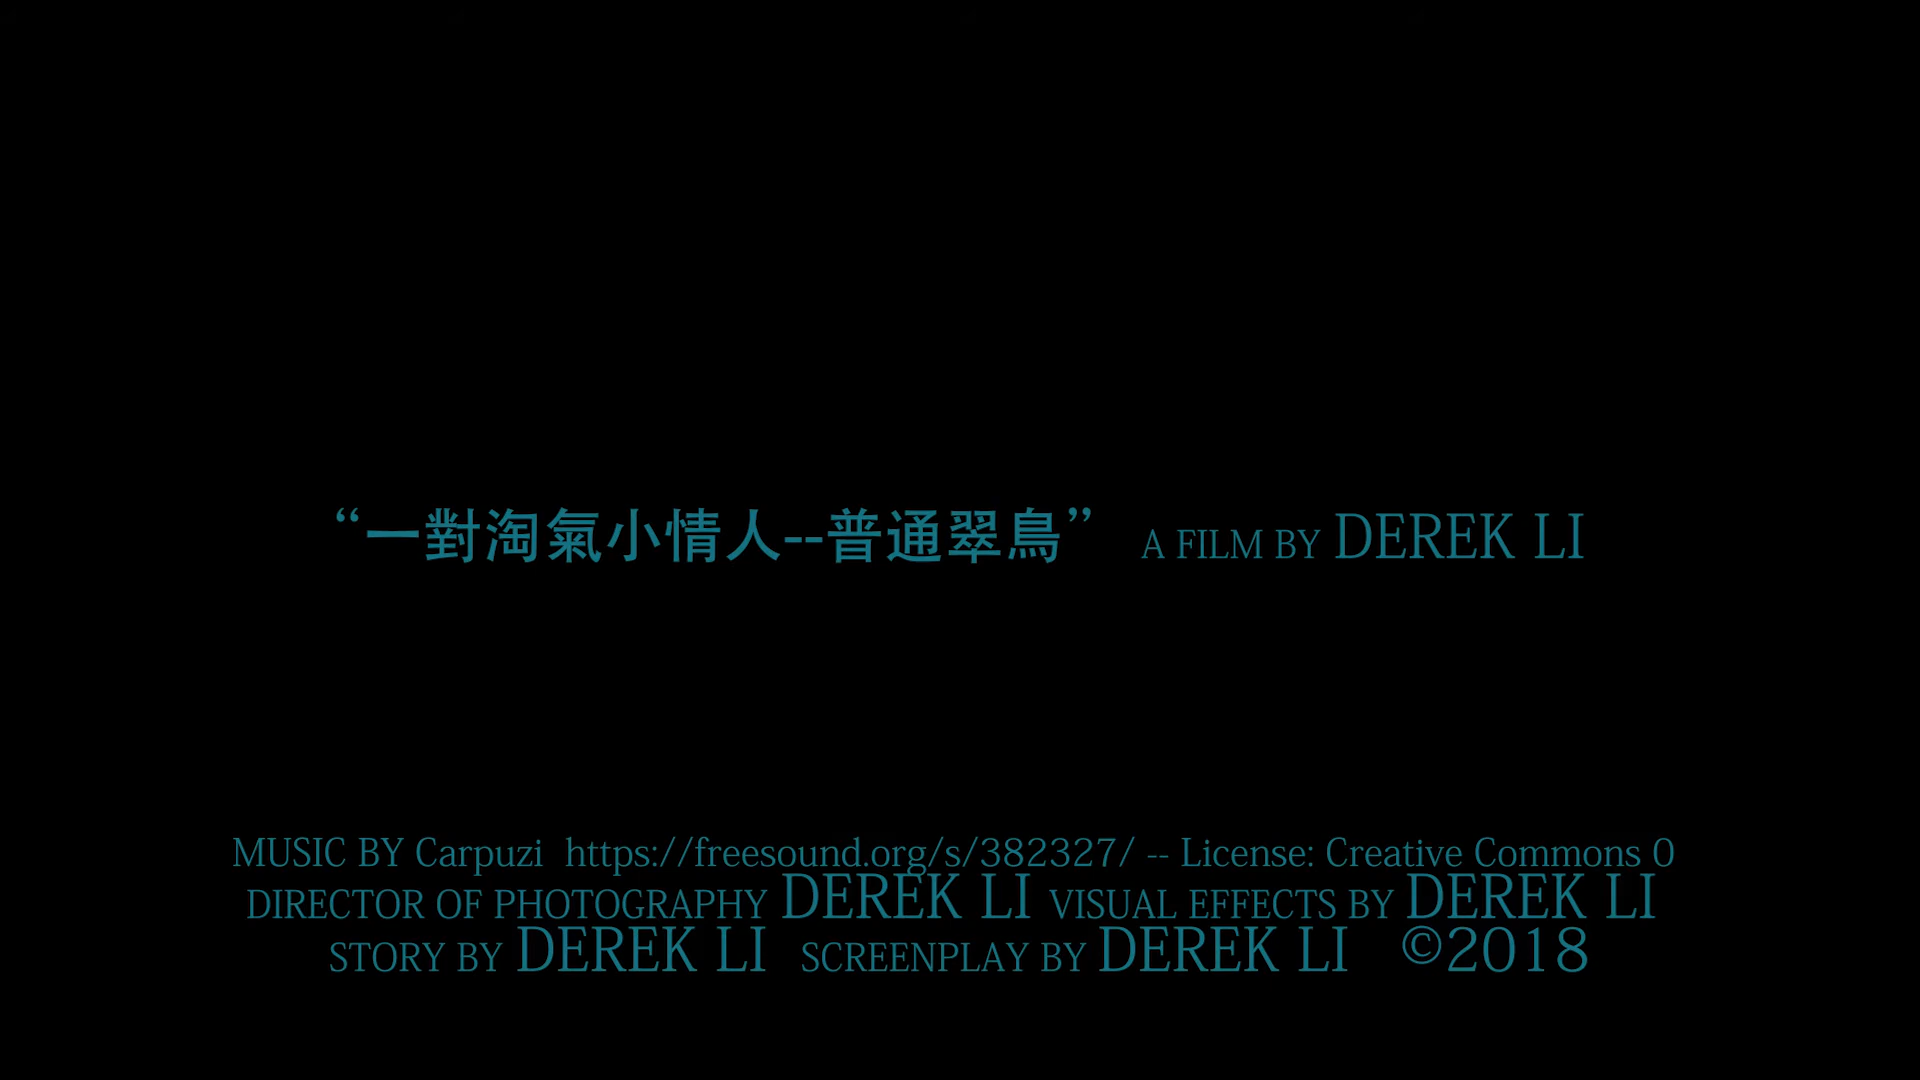 “一對淘氣小情人--普通翠鳥” A FILM BY DEREK LI
MUSIC BY Carpuzi https://freesound.org/s/382327/ -- License: Creative Commons 0
DIRECTOR OF PHOTOGRAPHY DEREK LI VISUAL EFFECTS BY DEREK LI
STORY BY DEREK LI SCREENPLAY BY DEREK LI ©2018